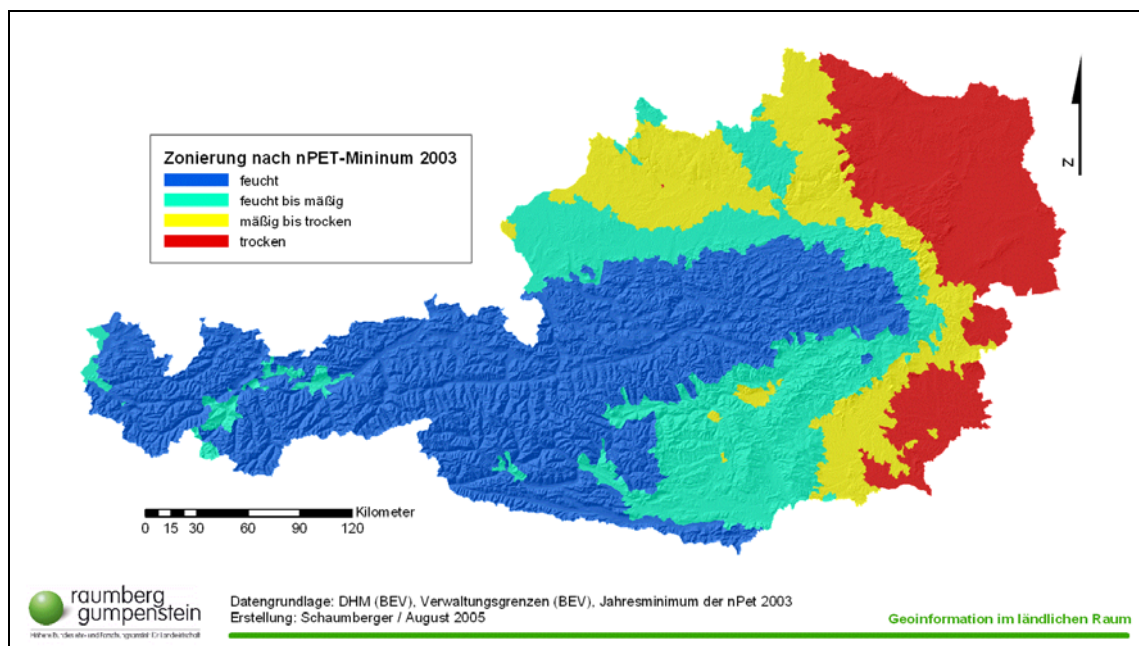 Zonierung nach nPET-Mininum 2003
feucht
feucht bis mäßig
mäßig bis trocken
trocken
N
Kilometer
0 15 30 60 90 120
raumberg
gumpenstein
Datengrundlage: DHM (BEV), Verwaltungsgrenzen (BEV), Jahresminimum der nPet 2003
Erstellung: Schaumberger / August 2005
Geoinformation im ländlichen Raum